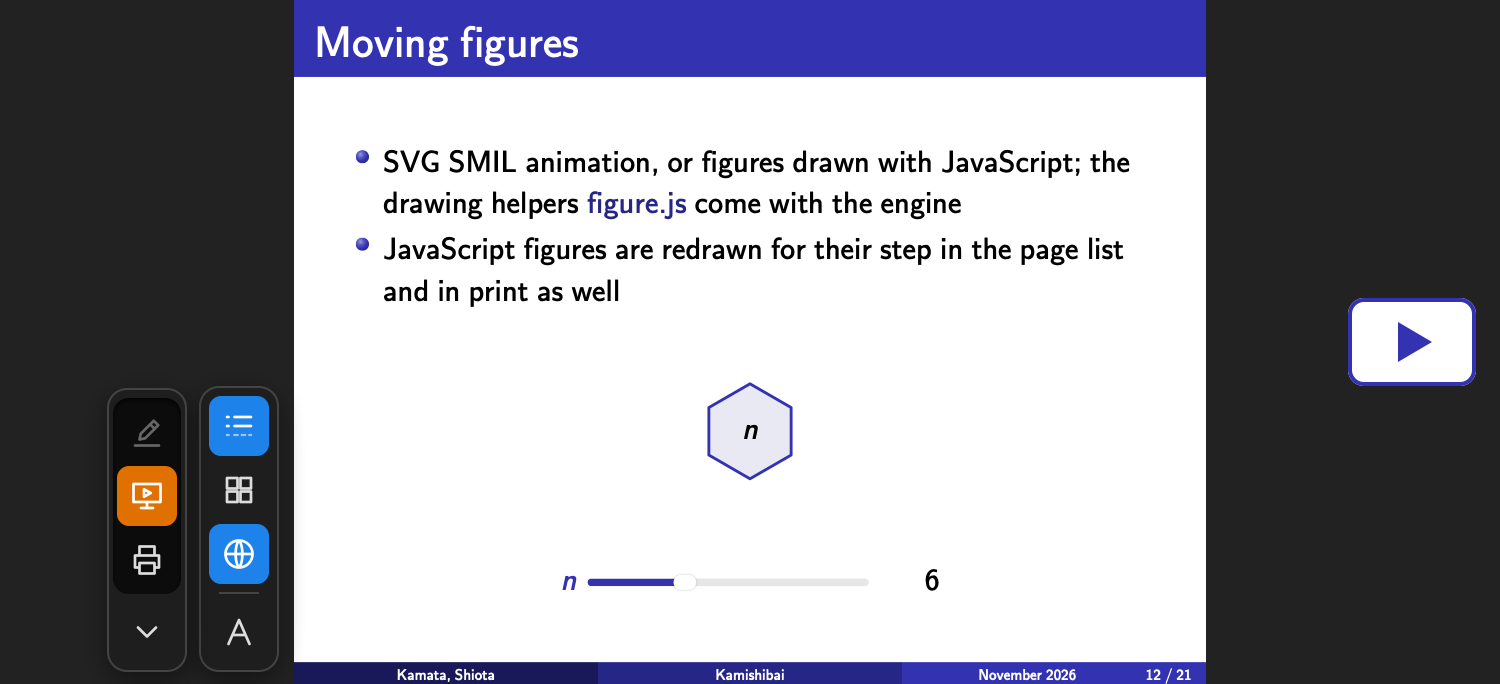 Moving figures
SVG SMIL animation, or figures drawn with JavaScript; the
drawing helpers figure.js come with the engine
JavaScript figures are redrawn for their step in the page list
and in print as well
n
n 6
A
Kamata, Shiota Kamishibai November 2026 12 / 21